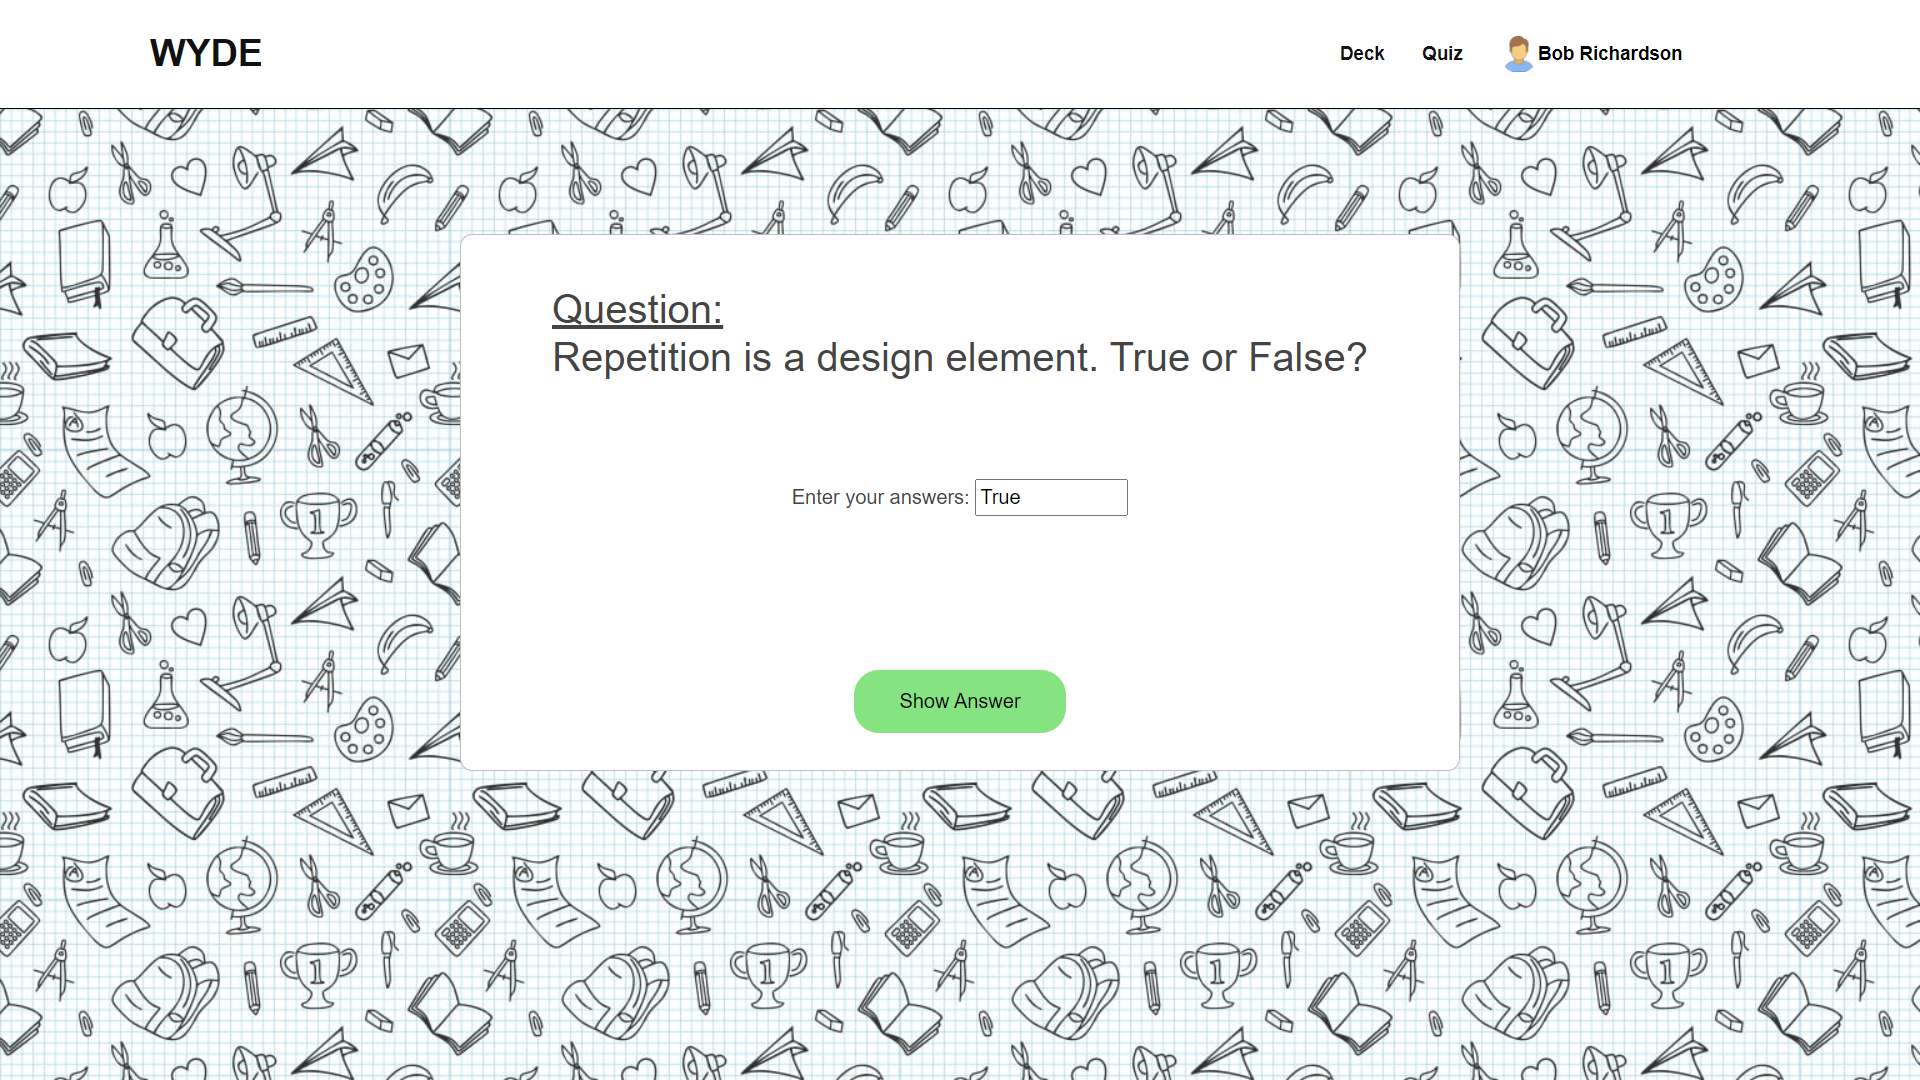 WYDE
Deck
Quiz
Bob Richardson
Question:
Repetition is a design element. True or False?
Enter your answers: True
Show Answer